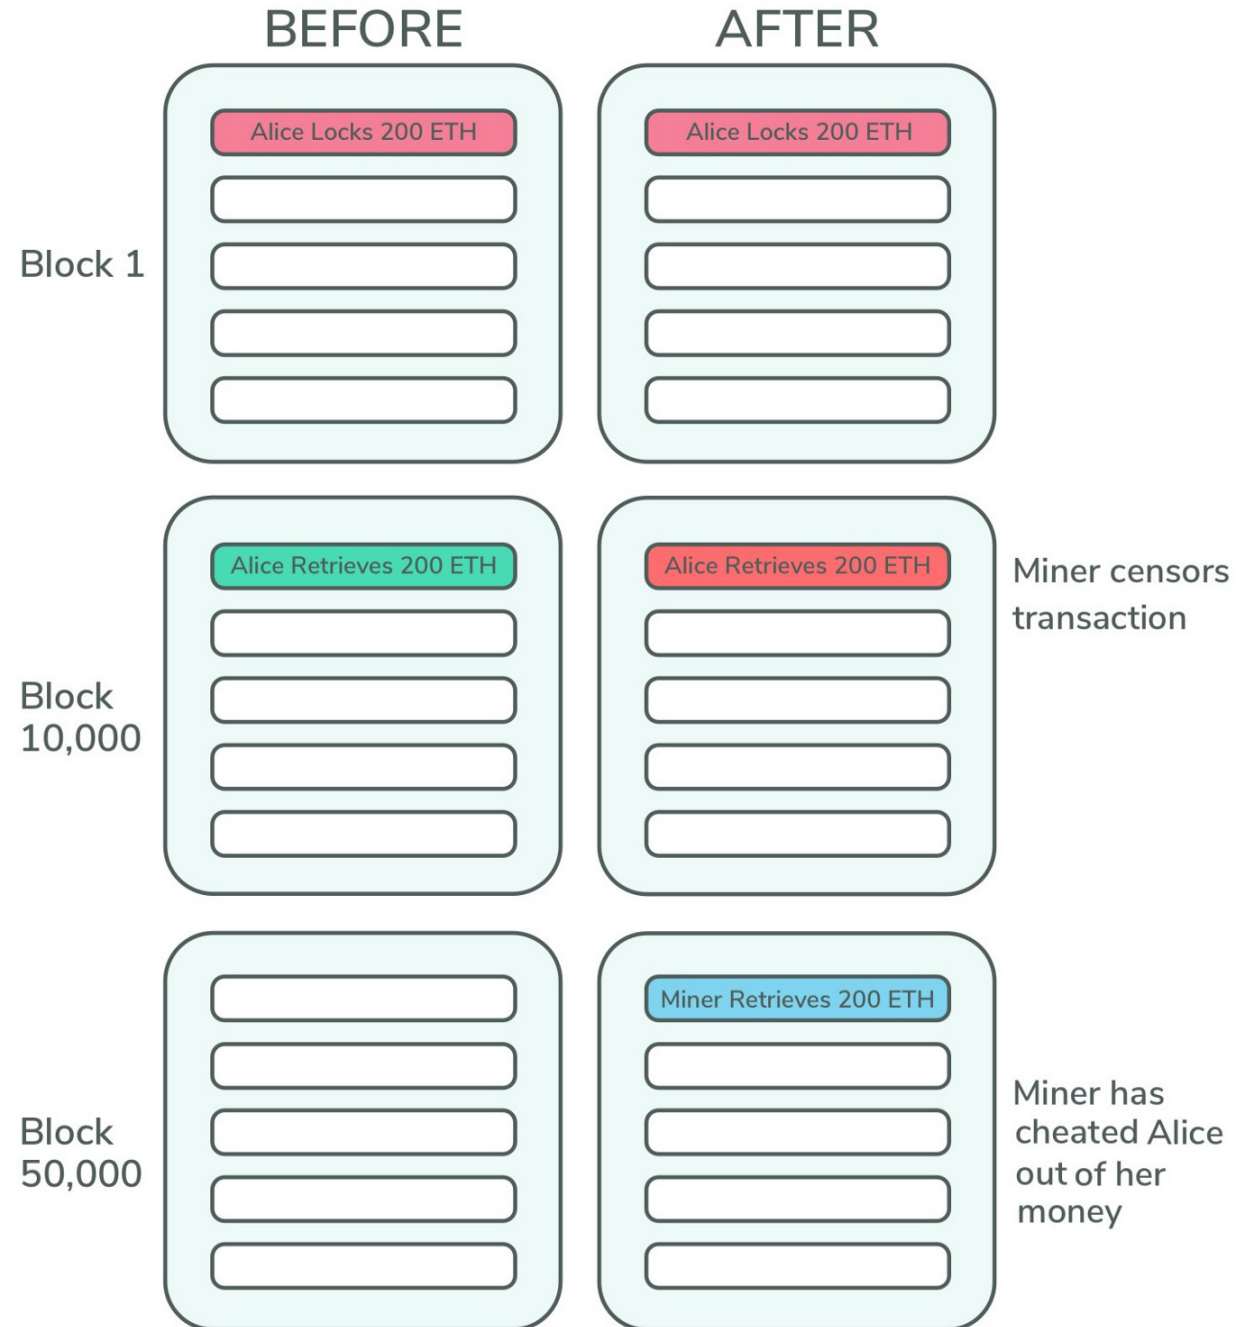 BEFORE
AFTER
Alice Locks 200 ETH
Alice Locks 200 ETH
Block 1
Alice Retrieves 200 ETH
Alice Retrieves 200 ETH
Miner censors
transaction
Block
10,000
Miner Retrieves 200 ETH
Block
50,000
Miner has
cheated Alice
out of her
money